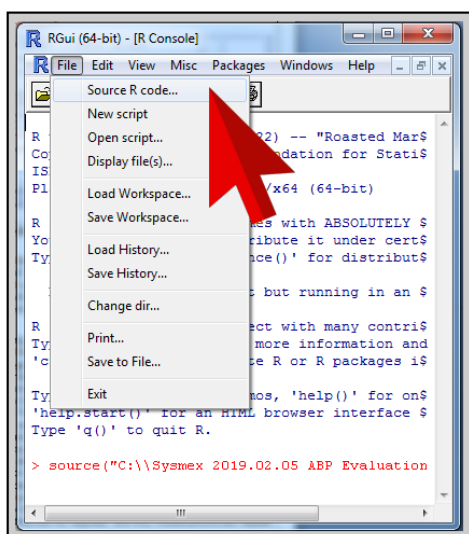 RGui (64-bit) - [R Console]
File Edit View Misc Packages Windows Help
Source R code...
New script
Open script...
Display file(s)...
Load Workspace...
Save Workspace...
Load History...
Save History...
Change dir...
Print...
Save to File...
Exit
R 22) -- "Roasted Mar$
Co dation for Stati$
IS
Pl /x64 (64-bit)
R es with ABSOLUTELY $
Yo ribute it under cert$
Ty nce()' for distribut$
t but running in an $
R ect with many contri$
Ty more information and
'c te R or R packages i$
Ty mos, 'help()' for on$
'help.start()' for an HTML browser interface $
Type 'q()' to quit R.
> source("C:\\Sysmex 2019.02.05 ABP Evaluation